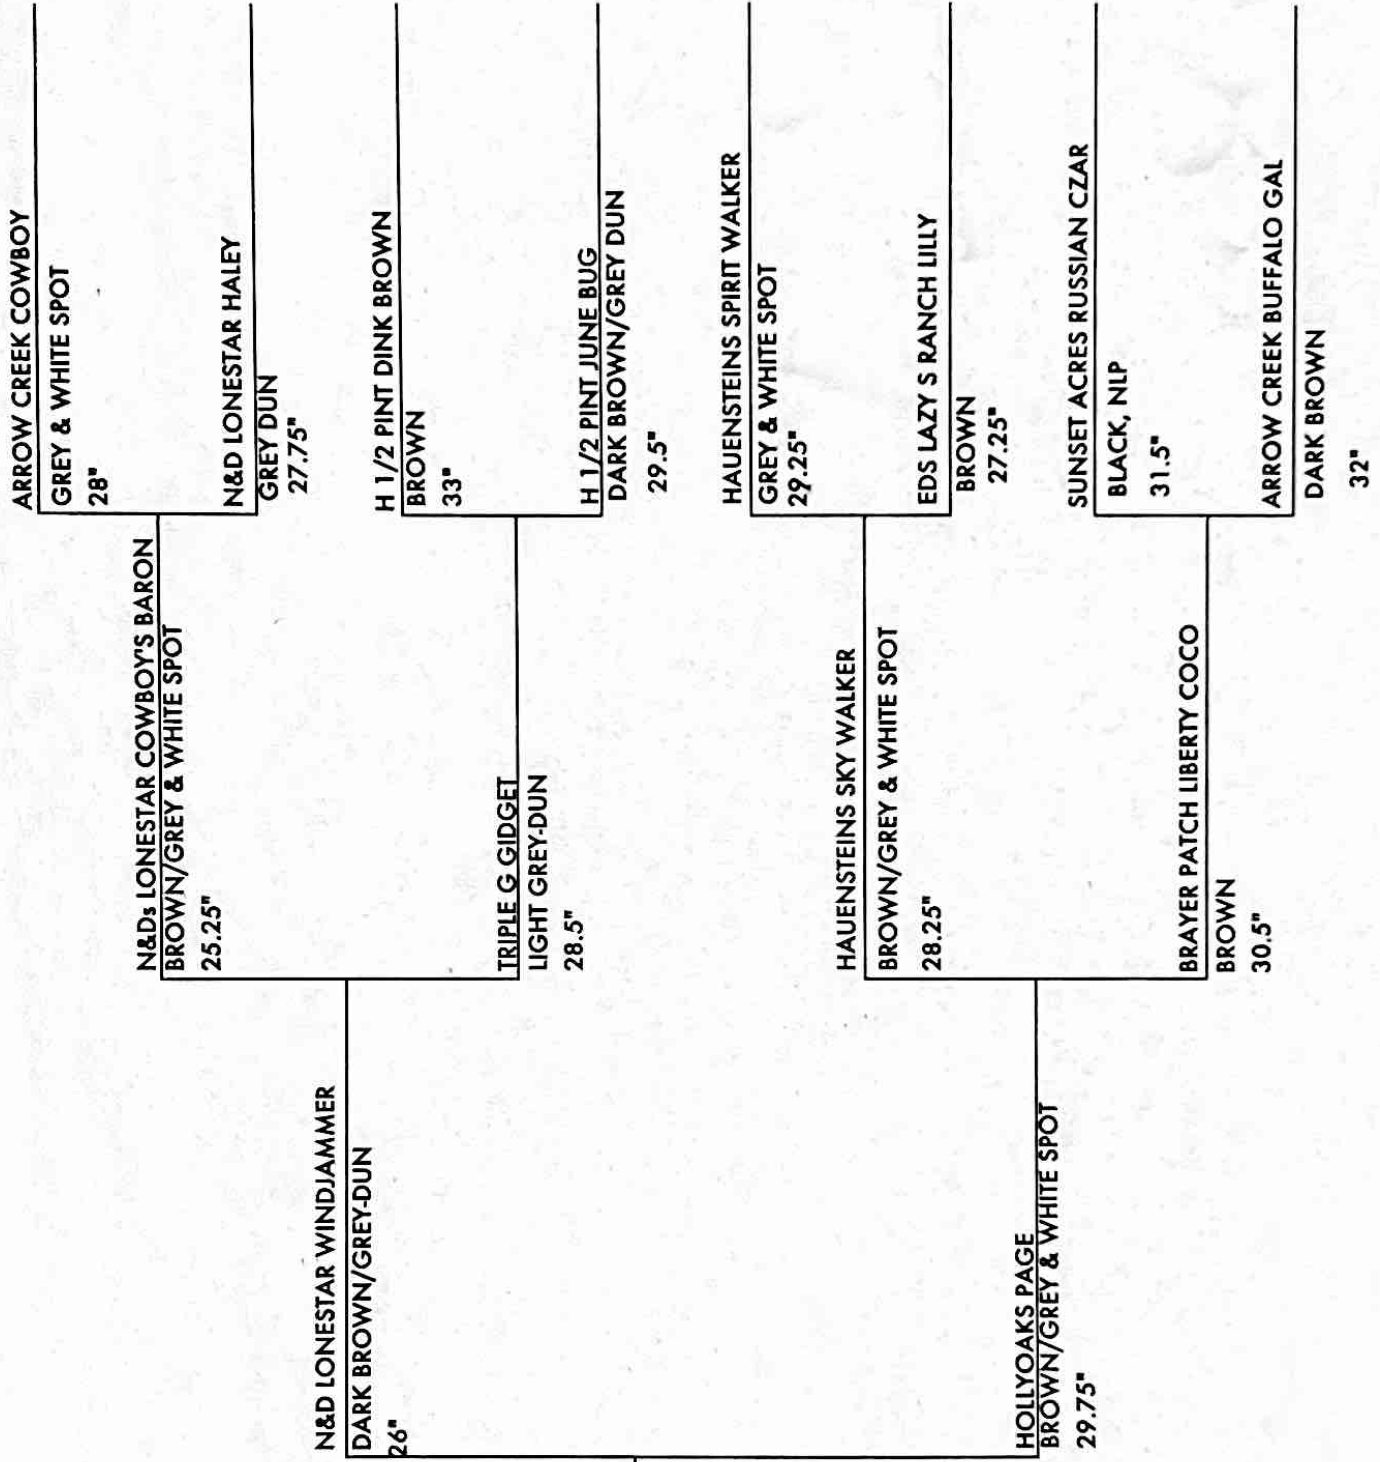 N&D LONESTAR WINDJAMMER
DARK BROWN/GREY-DUN
26"
HOLLYOAKS PAGE
BROWN/GREY & WHITE SPOT
29.75"
N&Ds LONESTAR COWBOY'S BARON
BROWN/GREY & WHITE SPOT
25.25"
TRIPLE G GIDGET
LIGHT GREY-DUN
28.5"
HAUENSTEINS SKY WALKER
BROWN/GREY & WHITE SPOT
28.25"
BRAYER PATCH LIBERTY COCO
BROWN
30.5"
ARROW CREEK COWBOY
GREY & WHITE SPOT
28"
N&D LONESTAR HALEY
GREY DUN
27.75"
H 1/2 PINT DINK BROWN
BROWN
33"
H 1/2 PINT JUNE BUG
DARK BROWN/GREY DUN
29.5"
HAUENSTEINS SPIRIT WALKER
GREY & WHITE SPOT
29.25"
EDS LAZY S RANCH LILLY
BROWN
27.25"
SUNSET ACRES RUSSIAN CZAR
BLACK, NLP
31.5"
ARROW CREEK BUFFALO GAL
DARK BROWN
32"